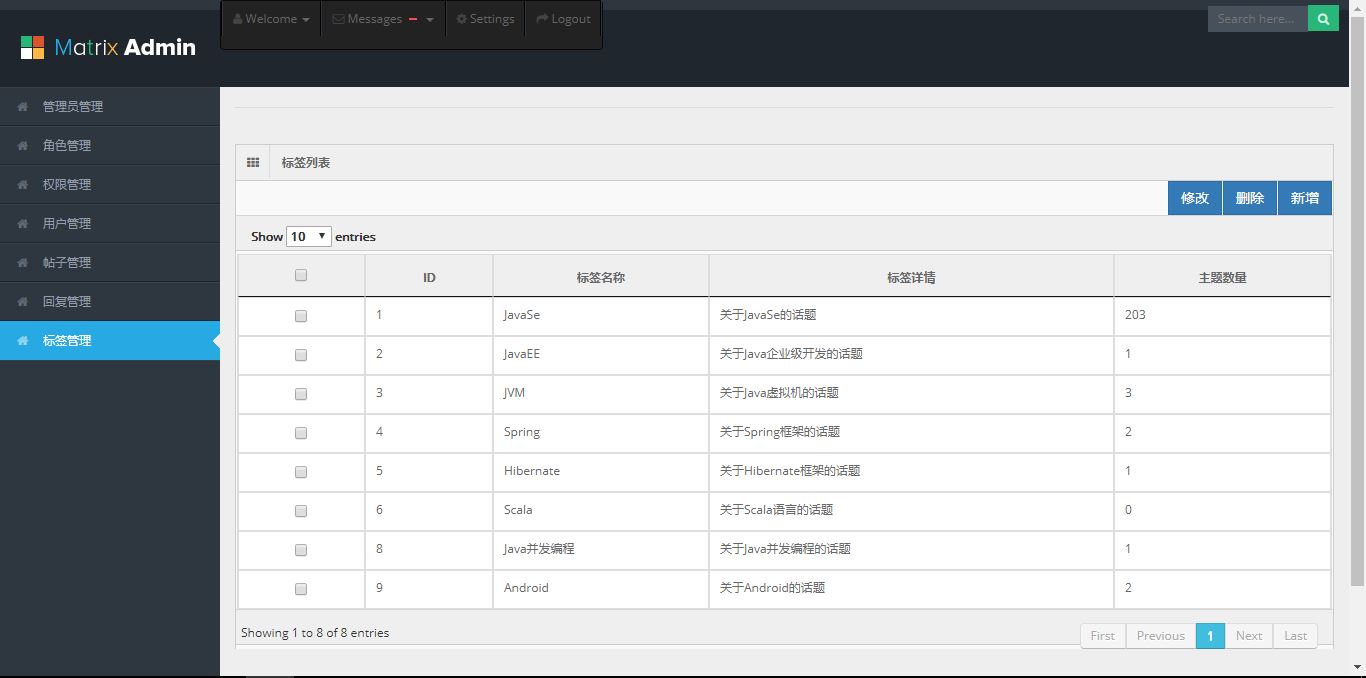 Welcome Messages Settings Logout
Search here...
Matrix Admin
管理员管理
角色管理
权限管理
用户管理
帖子管理
回复管理
标签管理
标签列表
修改 删除 新增
Show 10 entries
ID 标签名称 标签详情 主题数量
1 JavaSe 关于JavaSe的话题 203
2 JavaEE 关于Java企业级开发的话题 1
3 JVM 关于Java虚拟机的话题 3
4 Spring 关于Spring框架的话题 2
5 Hibernate 关于Hibernate框架的话题 1
6 Scala 关于Scala语言的话题 0
8 Java并发编程 关于Java并发编程的话题 1
9 Android 关于Android的话题 2
Showing 1 to 8 of 8 entries
First Previous 1 Next Last